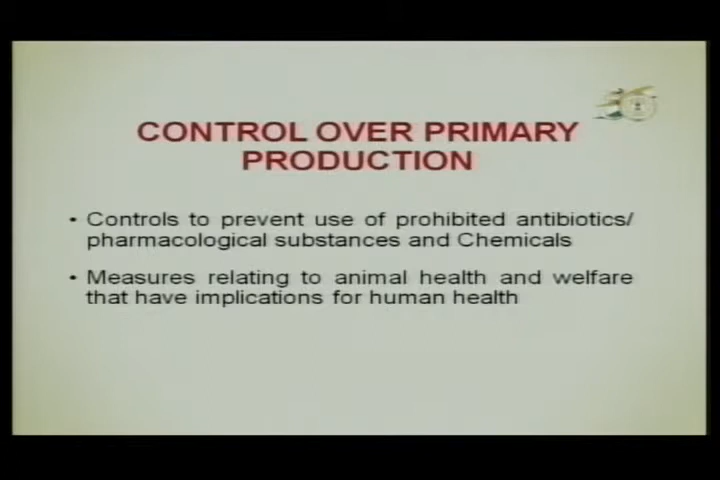 CONTROL OVER PRIMARY
PRODUCTION
• Controls to prevent use of prohibited antibiotics/
pharmacological substances and Chemicals
• Measures relating to animal health and welfare
that have implications for human health